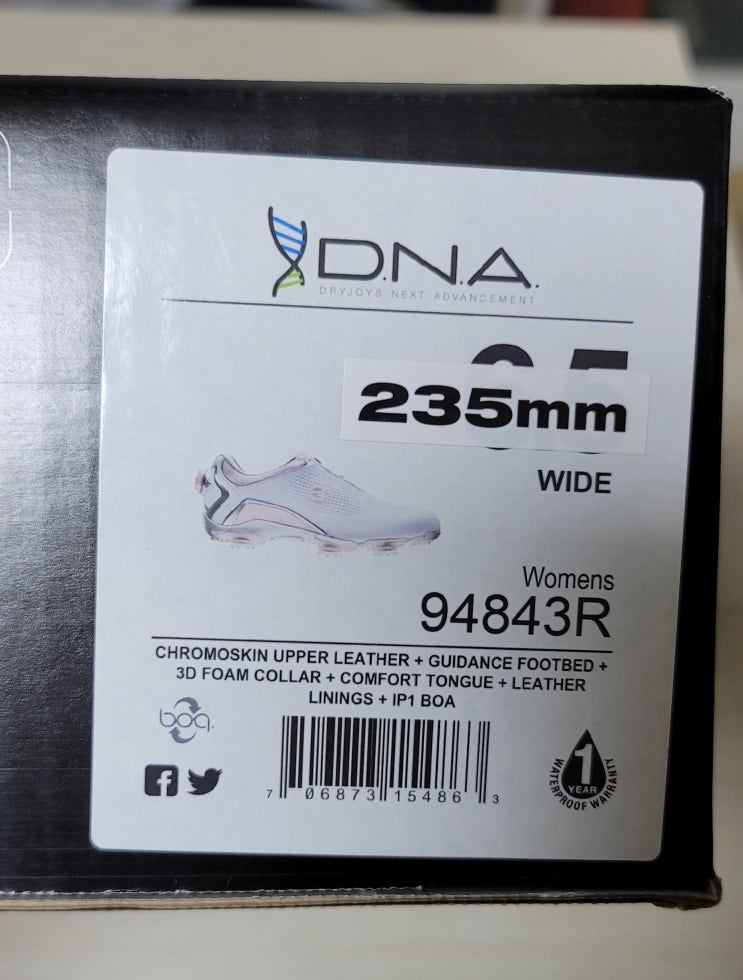 D.N.A.
DRYJOYS NEXT ADVANCEMENT
235mm
WIDE
Womens
94843R
CHROMOSKIN UPPER LEATHER + GUIDANCE FOOTBED +
3D FOAM COLLAR + COMFORT TONGUE + LEATHER
LININGS + IP1 BOA
boa
7 06873 15486 3
1
YEAR
WATERPROOF WARRANTY